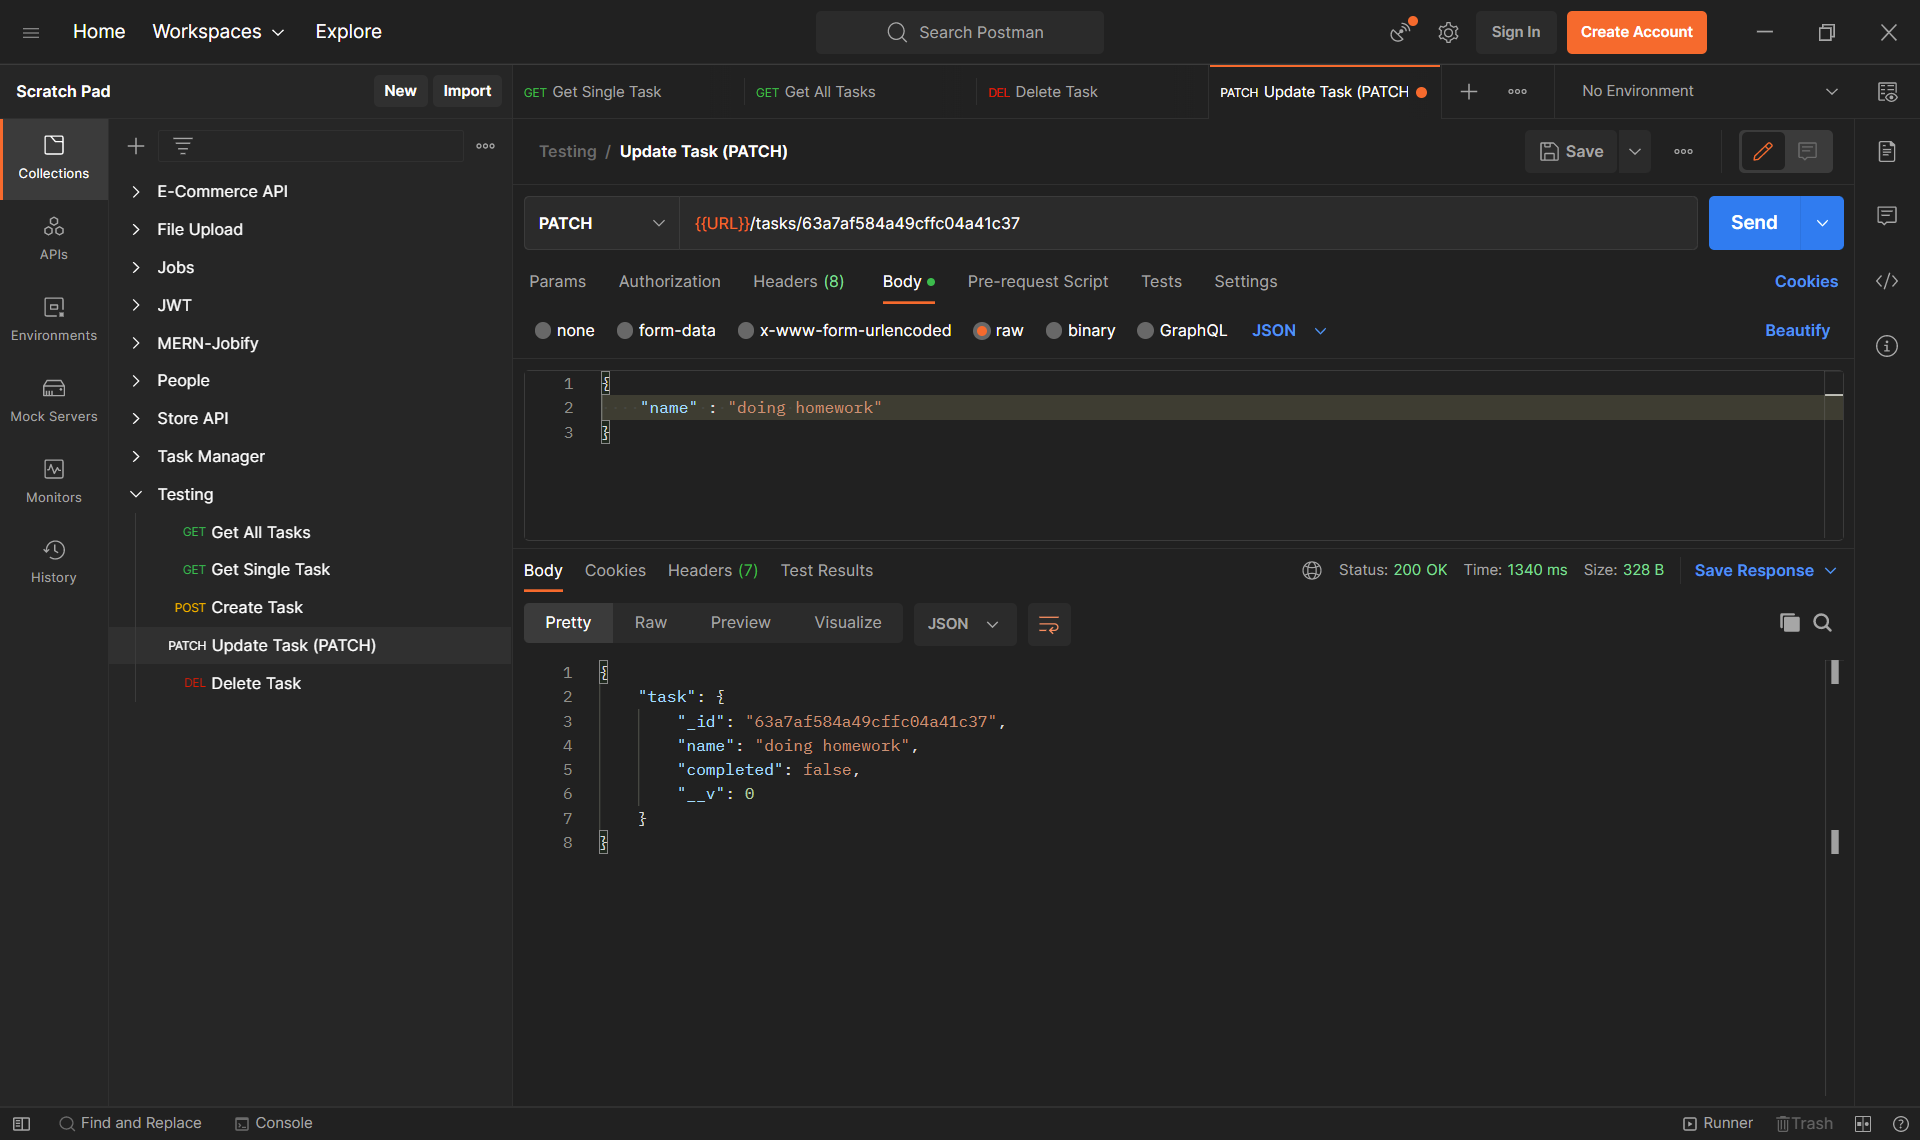 Home Workspaces Explore
Search Postman
Sign In Create Account
Scratch Pad New Import
GET Get Single Task
GET Get All Tasks
DEL Delete Task
PATCH Update Task (PATCH
No Environment
Collections
APIs
Environments
Mock Servers
Monitors
History
E-Commerce API
File Upload
Jobs
JWT
MERN-Jobify
People
Store API
Task Manager
Testing
GET Get All Tasks
GET Get Single Task
POST Create Task
PATCH Update Task (PATCH)
DEL Delete Task
Testing / Update Task (PATCH)
Save
PATCH {{URL}}/tasks/63a7af584a49cffc04a41c37
Send
Params Authorization Headers (8) Body Pre-request Script Tests Settings Cookies
none form-data x-www-form-urlencoded raw binary GraphQL JSON Beautify
1 {
2 "name" : "doing homework"
3 }
Body Cookies Headers (7) Test Results Status: 200 OK Time: 1340 ms Size: 328 B Save Response
Pretty Raw Preview Visualize JSON
1 {
2 "task": {
3 "_id": "63a7af584a49cffc04a41c37",
4 "name": "doing homework",
5 "completed": false,
6 "__v": 0
7 }
8 }
Find and Replace Console Runner Trash